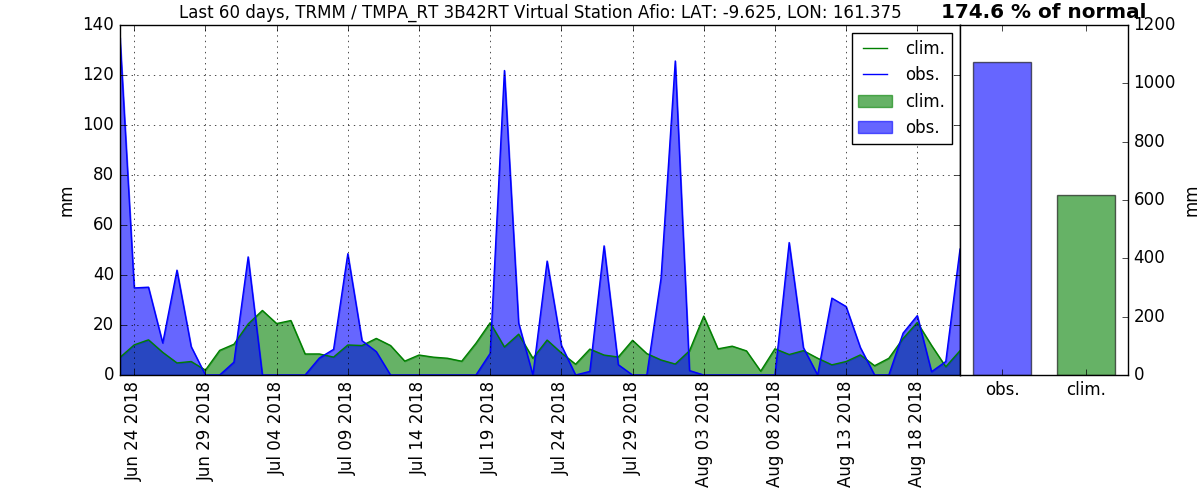 Last 60 days, TRMM / TMPA_RT 3B42RT Virtual Station Afio: LAT: -9.625, LON: 161.375
174.6 % of normal
140
120
100
80
60
40
20
0
mm
clim.
obs.
clim.
obs.
1200
1000
800
600
400
200
0
mm
Jun 24 2018
Jun 29 2018
Jul 04 2018
Jul 09 2018
Jul 14 2018
Jul 19 2018
Jul 24 2018
Jul 29 2018
Aug 03 2018
Aug 08 2018
Aug 13 2018
Aug 18 2018
obs.
clim.